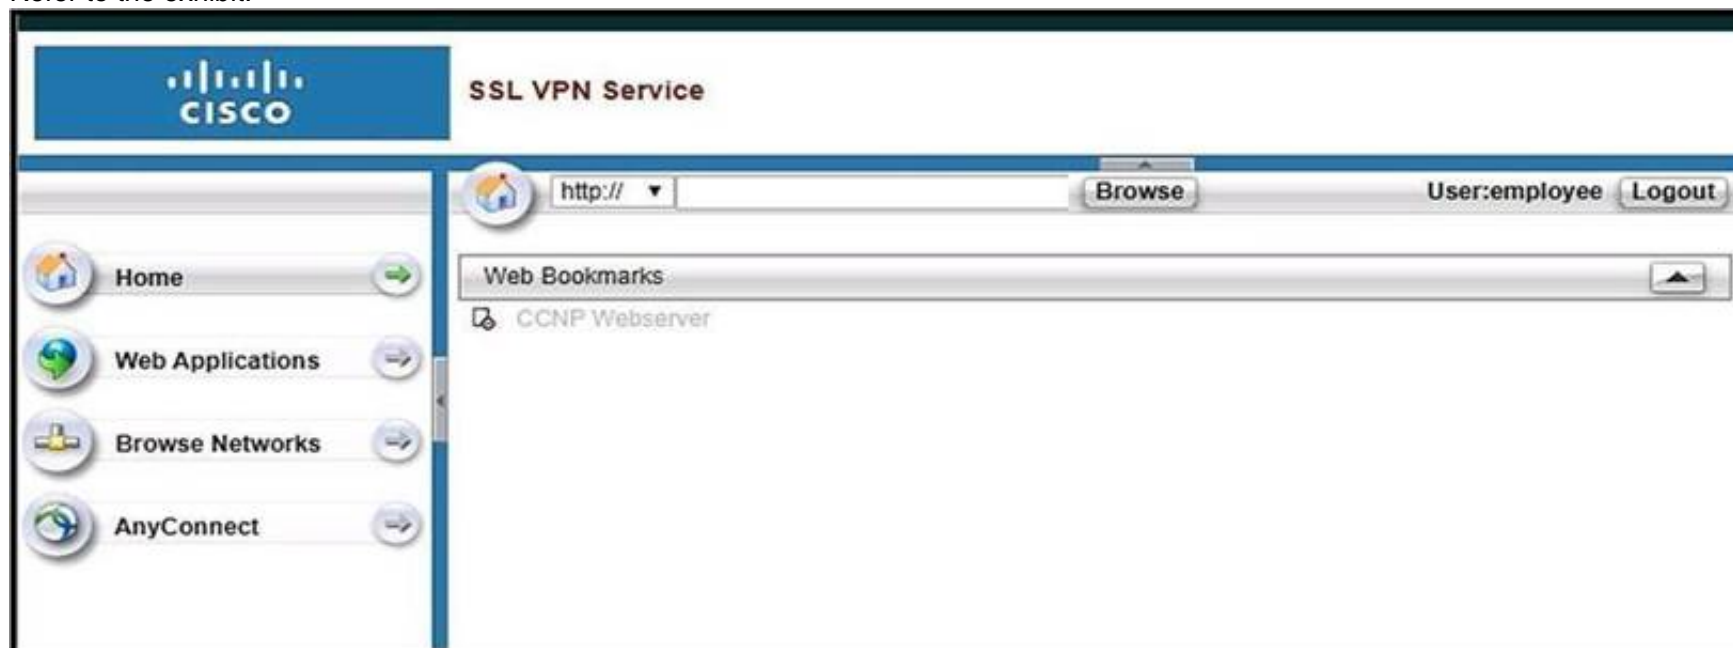 CISCO
SSL VPN Service
http://
Browse
User:employee
Logout
Home
Web Bookmarks
CCNP Webserver
Web Applications
Browse Networks
AnyConnect